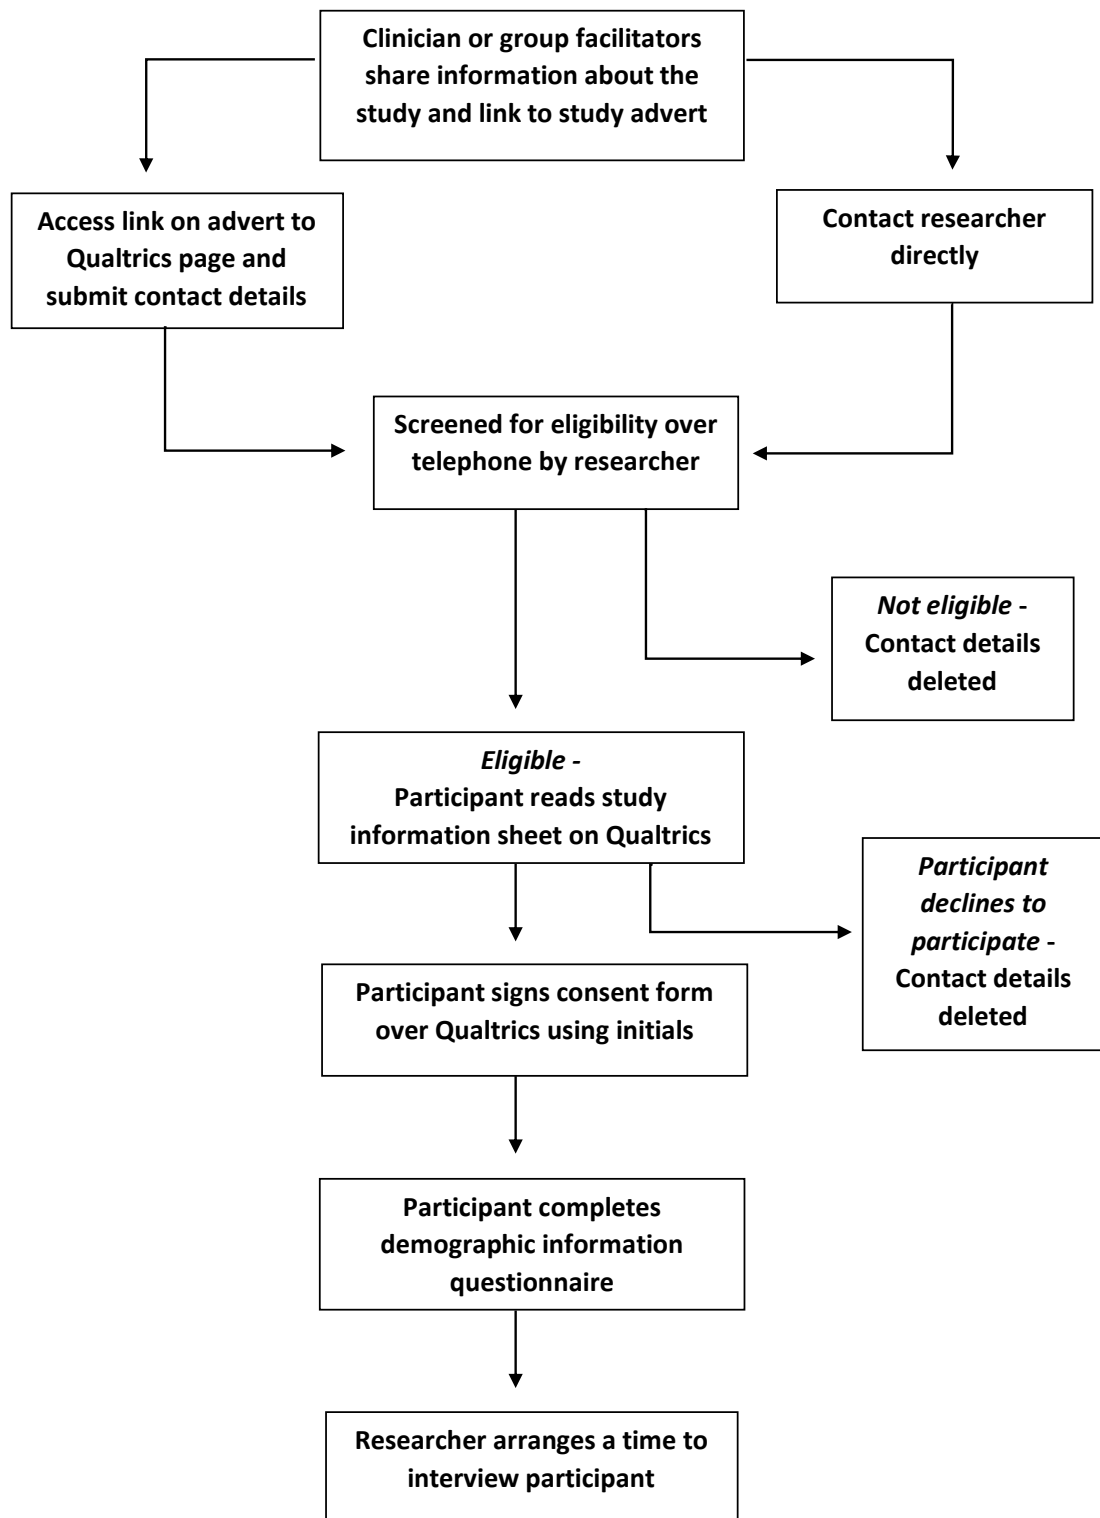 Clinician or group facilitators
share information about the
study and link to study advert
Access link on advert to
Qualtrics page and
submit contact details
Contact researcher
directly
Screened for eligibility over
telephone by researcher
Not eligible -
Contact details
deleted
Eligible -
Participant reads study
information sheet on Qualtrics
Participant
declines to
participate -
Contact details
deleted
Participant signs consent form
over Qualtrics using initials
Participant completes
demographic information
questionnaire
Researcher arranges a time to
interview participant